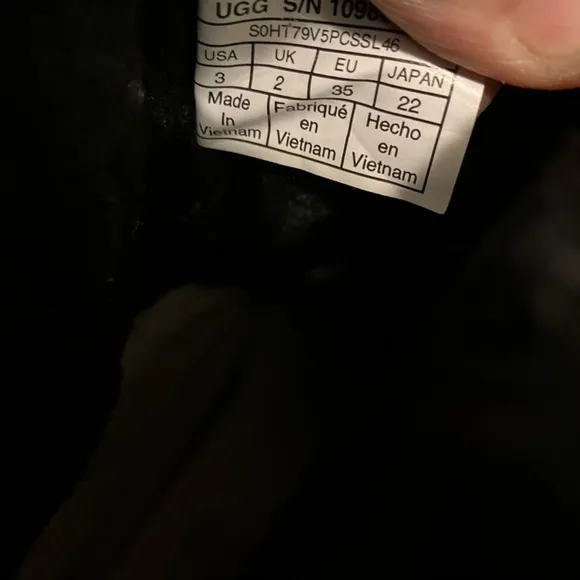 UGG S/N 109
S0HT79V5PCSSL46
USA UK EU JAPAN
3 2 35 22
Made Fabriqué Hecho
In en en
Vietnam Vietnam Vietnam